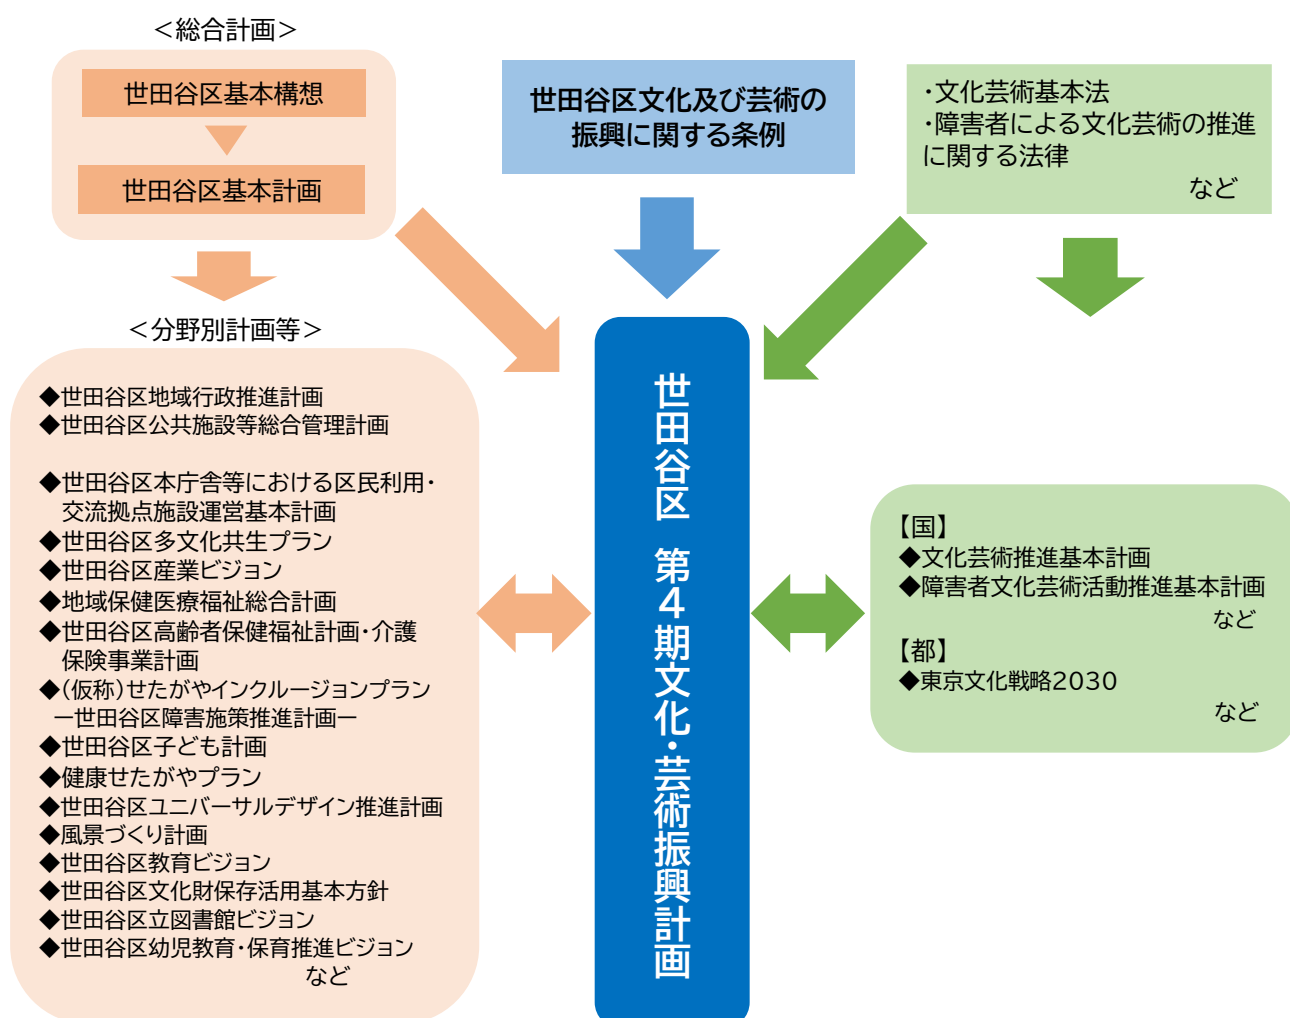 ＜総合計画＞
世田谷区基本構想
世田谷区基本計画
世田谷区文化及び芸術の
振興に関する条例
・文化芸術基本法
・障害者による文化芸術の推進
に関する法律
など
＜分野別計画等＞
◆世田谷区地域行政推進計画
◆世田谷区公共施設等総合管理計画
◆世田谷区本庁舎等における区民利用・
交流拠点施設運営基本計画
◆世田谷区多文化共生プラン
◆世田谷区産業ビジョン
◆地域保健医療福祉総合計画
◆世田谷区高齢者保健福祉計画・介護
保険事業計画
◆（仮称）せたがやインクルージョンプラン
－世田谷区障害施策推進計画－
◆世田谷区子ども計画
◆健康せたがやプラン
◆世田谷区ユニバーサルデザイン推進計画
◆風景づくり計画
◆世田谷区教育ビジョン
◆世田谷区文化財保存活用基本方針
◆世田谷区立図書館ビジョン
◆世田谷区幼児教育・保育推進ビジョン
など
世田谷区 第４期文化・芸術振興計画
【国】
◆文化芸術推進基本計画
◆障害者文化芸術活動推進基本計画
など
【都】
◆東京文化戦略2030
など